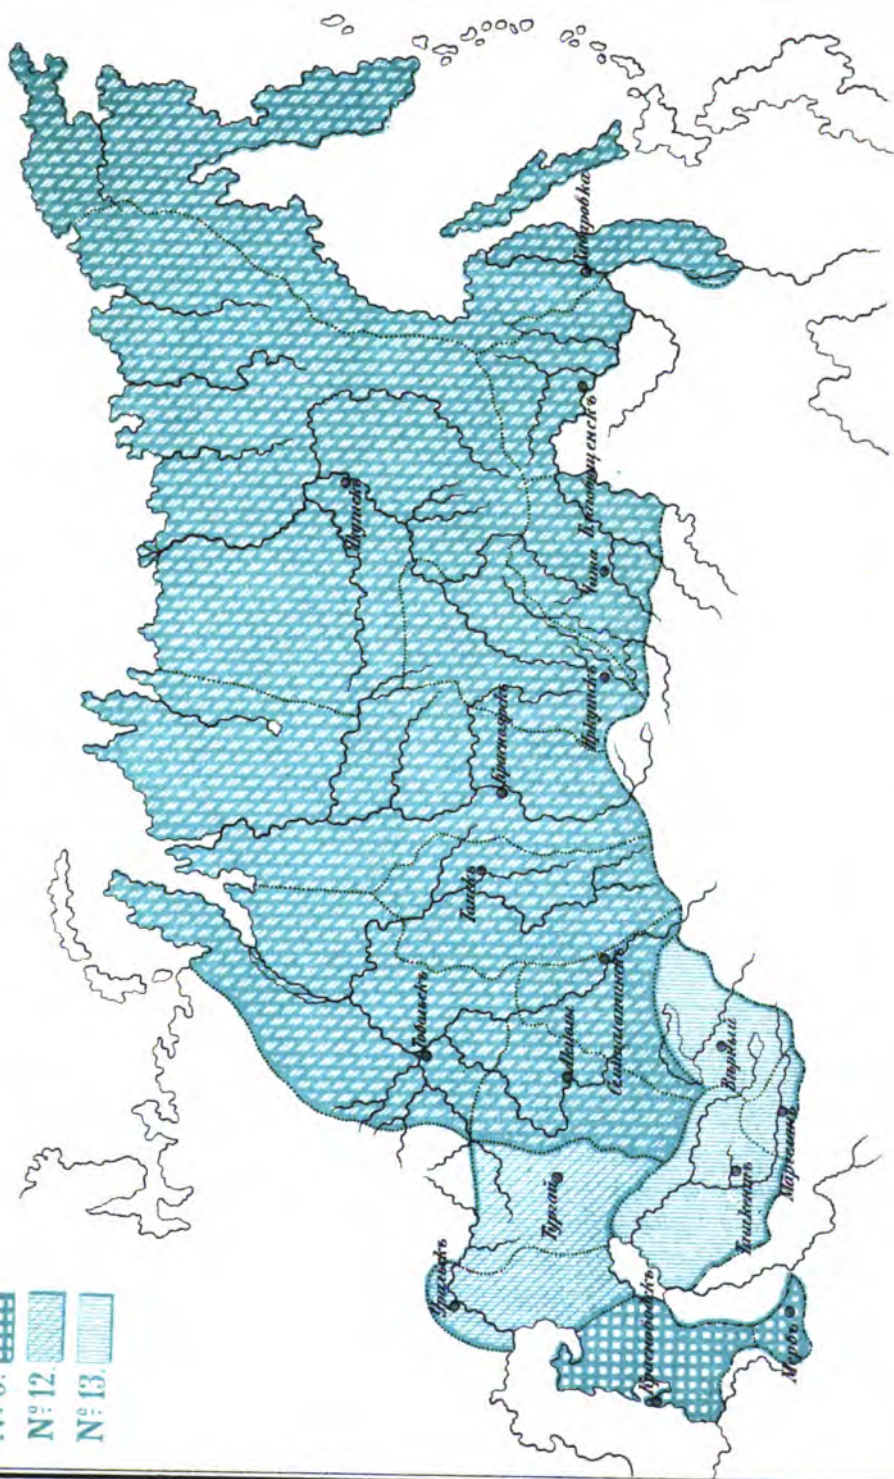 Nº 12.
Nº 13.
Хабаровка
Якутскъ
Чита
Благовѣщенскъ
Иркутскъ
Красноярскъ
Томскъ
Тобольскъ
Семипалатинскъ
Вѣрный
Маргеланъ
Ташкентъ
Тургай
Уральскъ
Красноводскъ
Мервъ